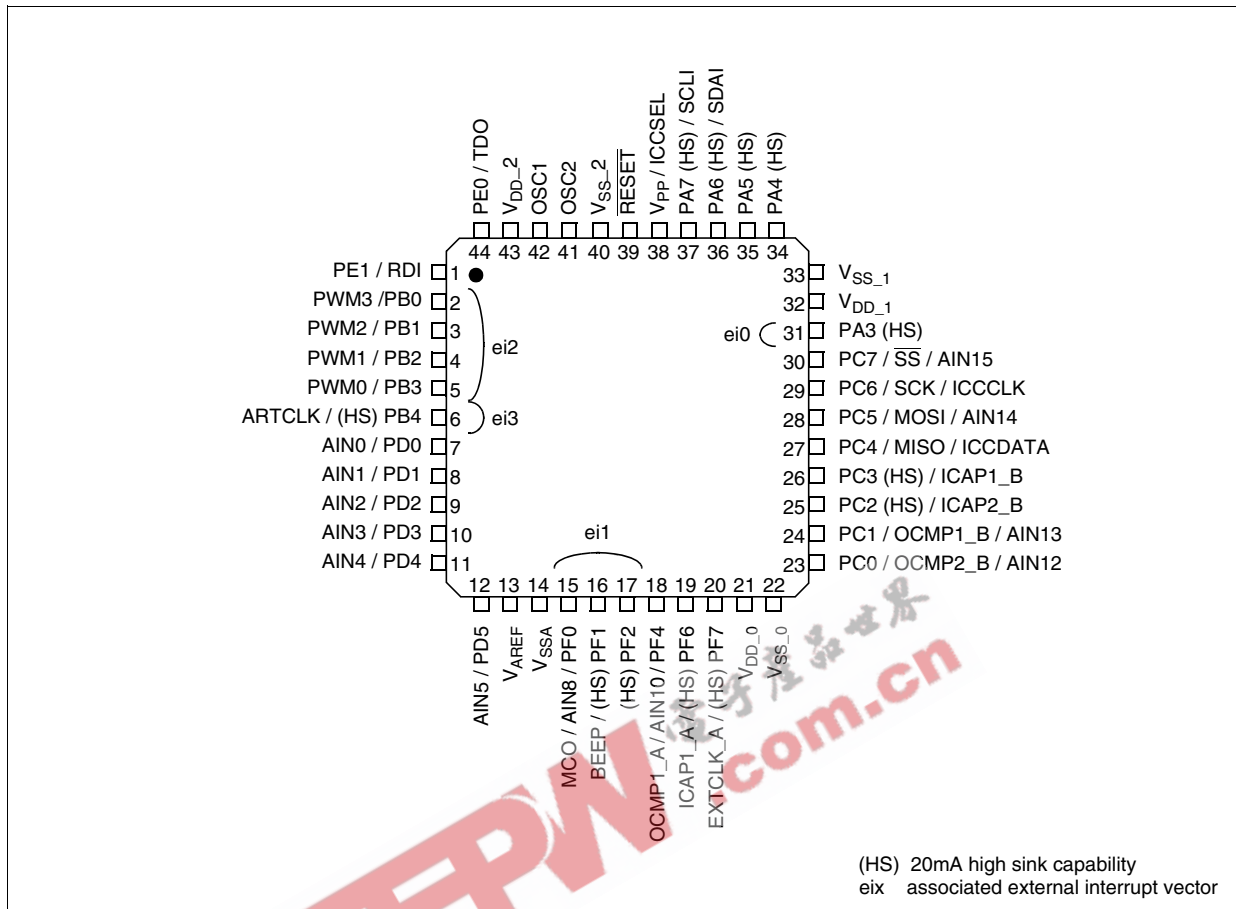 PE0 / TDO
VDD_2
OSC1
OSC2
VSS_2
RESET
VPP / ICCSEL
PA7 (HS) / SCLI
PA6 (HS) / SDAI
PA5 (HS)
PA4 (HS)
44 43 42 41 40 39 38 37 36 35 34
PE1 / RDI 1
PWM3 /PB0 2
PWM2 / PB1 3
PWM1 / PB2 4
PWM0 / PB3 5
ARTCLK / (HS) PB4 6
AIN0 / PD0 7
AIN1 / PD1 8
AIN2 / PD2 9
AIN3 / PD3 10
AIN4 / PD4 11
ei2
ei3
ei0
ei1
33 VSS_1
32 VDD_1
31 PA3 (HS)
30 PC7 / SS / AIN15
29 PC6 / SCK / ICCCLK
28 PC5 / MOSI / AIN14
27 PC4 / MISO / ICCDATA
26 PC3 (HS) / ICAP1_B
25 PC2 (HS) / ICAP2_B
24 PC1 / OCMP1_B / AIN13
23 PC0 / OCMP2_B / AIN12
12 13 14 15 16 17 18 19 20 21 22
AIN5 / PD5
VAREF
VSSA
MCO / AIN8 / PF0
BEEP / (HS) PF1
(HS) PF2
OCMP1_A / AIN10 / PF4
ICAP1_A / (HS) PF6
EXTCLK_A / (HS) PF7
VDD_0
VSS_0
電子產品世界
EEPW.com.cn
(HS) 20mA high sink capability
eix associated external interrupt vector